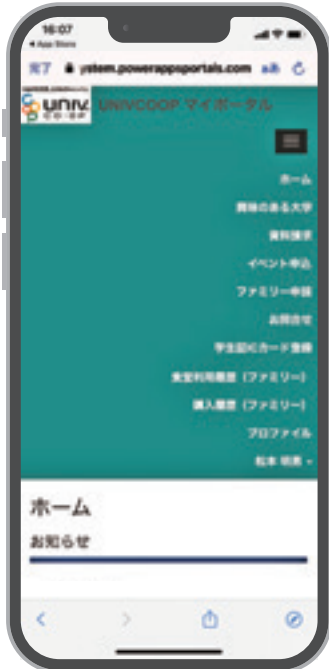 16:07
◀ App Store
完了 ystem.powerappsportals.com ぁあ
univ.
CO-OP
UNIVCOOP マイポータル
ホーム
興味のある大学
資料請求
イベント申込
ファミリー申請
お問合せ
学生証ICカード登録
食堂利用履歴（ファミリー）
購入履歴（ファミリー）
プロファイル
ホーム
お知らせ